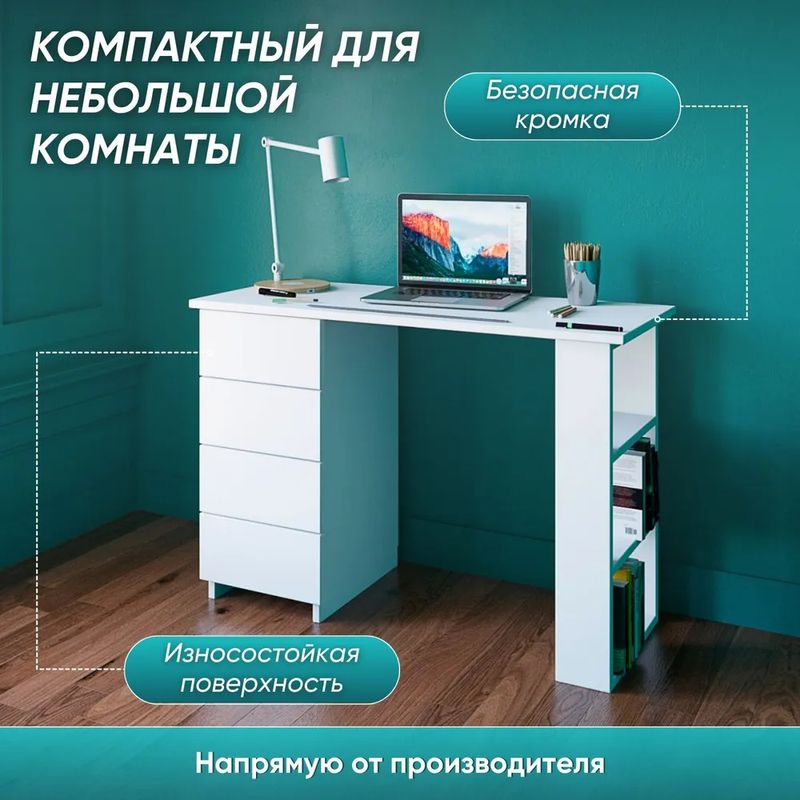 КОМПАКТНЫЙ ДЛЯ
НЕБОЛЬШОЙ
КОМНАТЫ
Безопасная
кромка
Износостойкая
поверхность
Напрямую от производителя